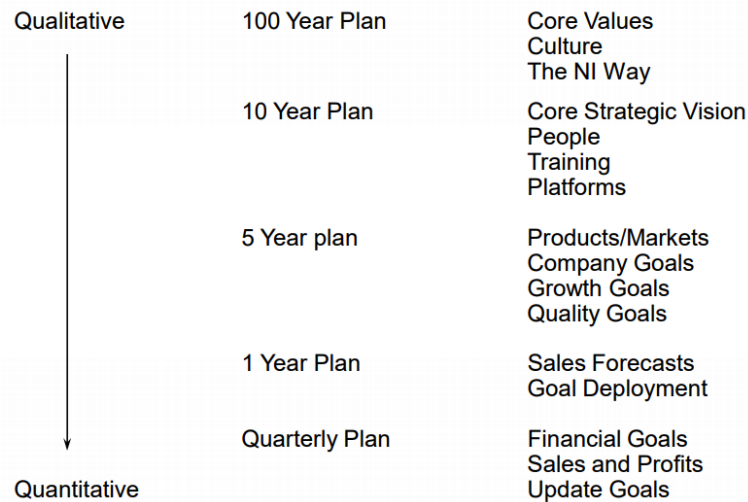 Qualitative 100 Year Plan Core Values
Culture
The NI Way
10 Year Plan Core Strategic Vision
People
Training
Platforms
5 Year plan Products/Markets
Company Goals
Growth Goals
Quality Goals
1 Year Plan Sales Forecasts
Goal Deployment
Quarterly Plan Financial Goals
Sales and Profits
Quantitative Update Goals